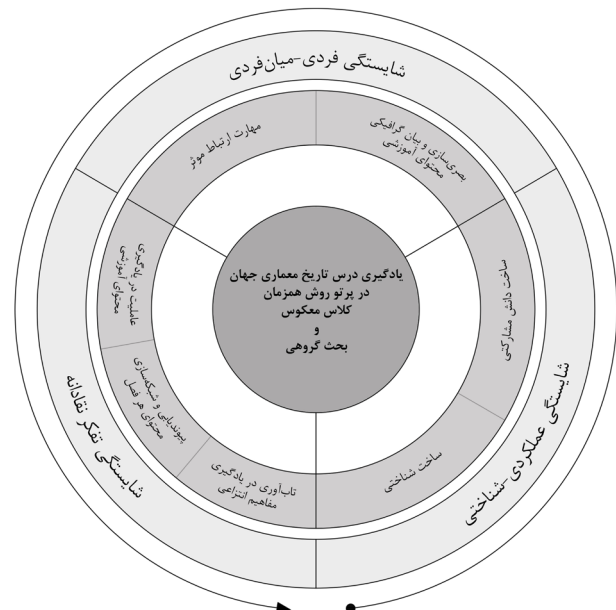 شایستگی فردی-میان‌فردی
بصری‌سازی و بیان گرافیکی
محتوای آموزشی
مهارت ارتباط موثر
ساخت دانش مشارکتی
ساخت شناختی
شایستگی عملکردی-شناختی
عاملیت در یادگیری
محتوای آموزشی
پیوندیابی و شبکه‌سازی
محتوای هر فصل
تاب‌آوری در یادگیری
مفاهیم انتزاعی
شایستگی تفکر نقادانه
یادگیری درس تاریخ معماری جهان
در پرتو روش همزمان
کلاس معکوس
و
بحث گروهی